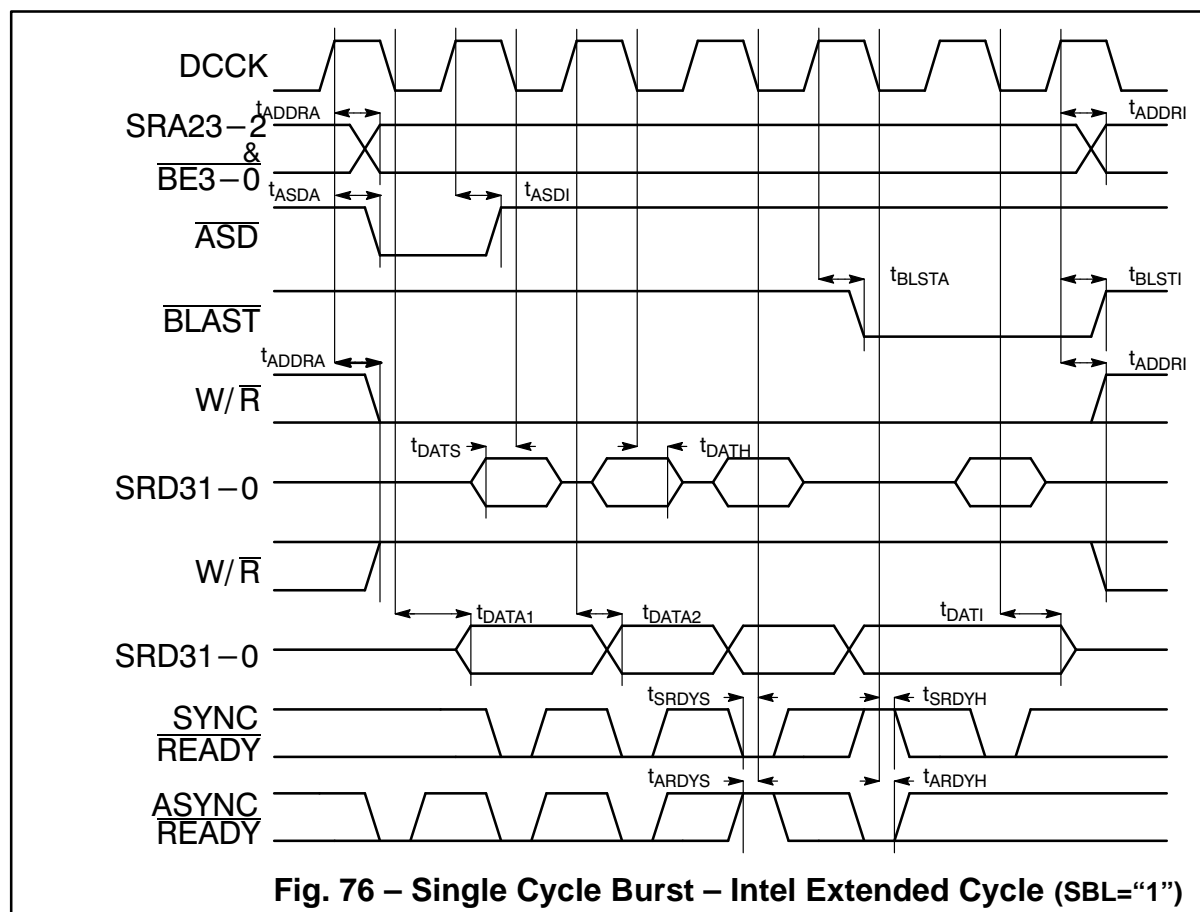 DCCK
tADDRA
tADDRI
SRA23–2
&
BE3–0
tASDA
tASDI
ASD
tBLSTA
tBLSTI
BLAST
tADDRA
tADDRI
W/R
tDATS
tDATH
SRD31–0
W/R
tDATA1
tDATA2
tDATI
SRD31–0
tSRDYS
tSRDYH
SYNC
READY
tARDYS
tARDYH
ASYNC
READY
Fig. 76 – Single Cycle Burst – Intel Extended Cycle (SBL=“1”)